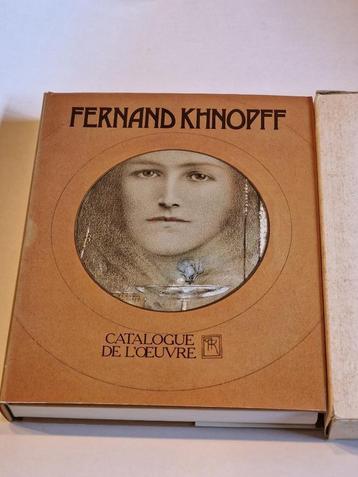 FERNAND KHNOPFF
CATALOGUE
DE L'ŒUVRE